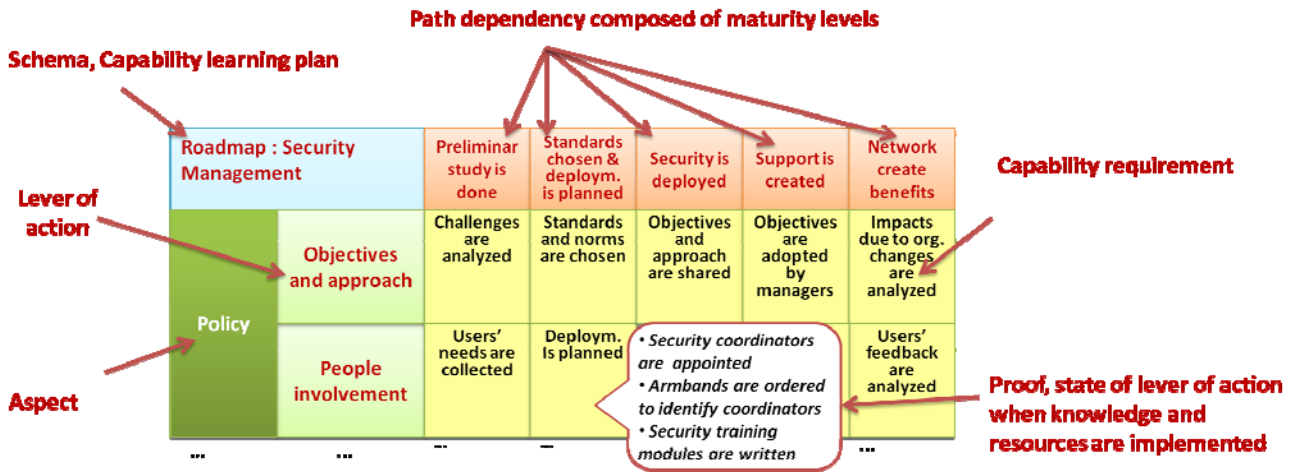 Path dependency composed of maturity levels
Schema, Capability learning plan
Roadmap : Security
Management
Preliminar
study is
done
Standards
chosen &
deploym.
is planned
Security is
deployed
Support is
created
Network
create
benefits
Capability requirement
Lever of
action
Policy
Objectives
and approach
Challenges
are
analyzed
Standards
and norms
are chosen
Objectives
and
approach
are shared
Objectives
are
adopted
by
managers
Impacts
due to org.
changes
are
analyzed
People
involvement
Users'
needs are
collected
Deploym.
Is planned
• Security coordinators
are appointed
• Armbands are ordered
to identify coordinators
• Security training
modules are written
Users'
feedback
are
analyzed
Aspect
Proof, state of lever of action
when knowledge and
resources are implemented
... ... ... ... ...